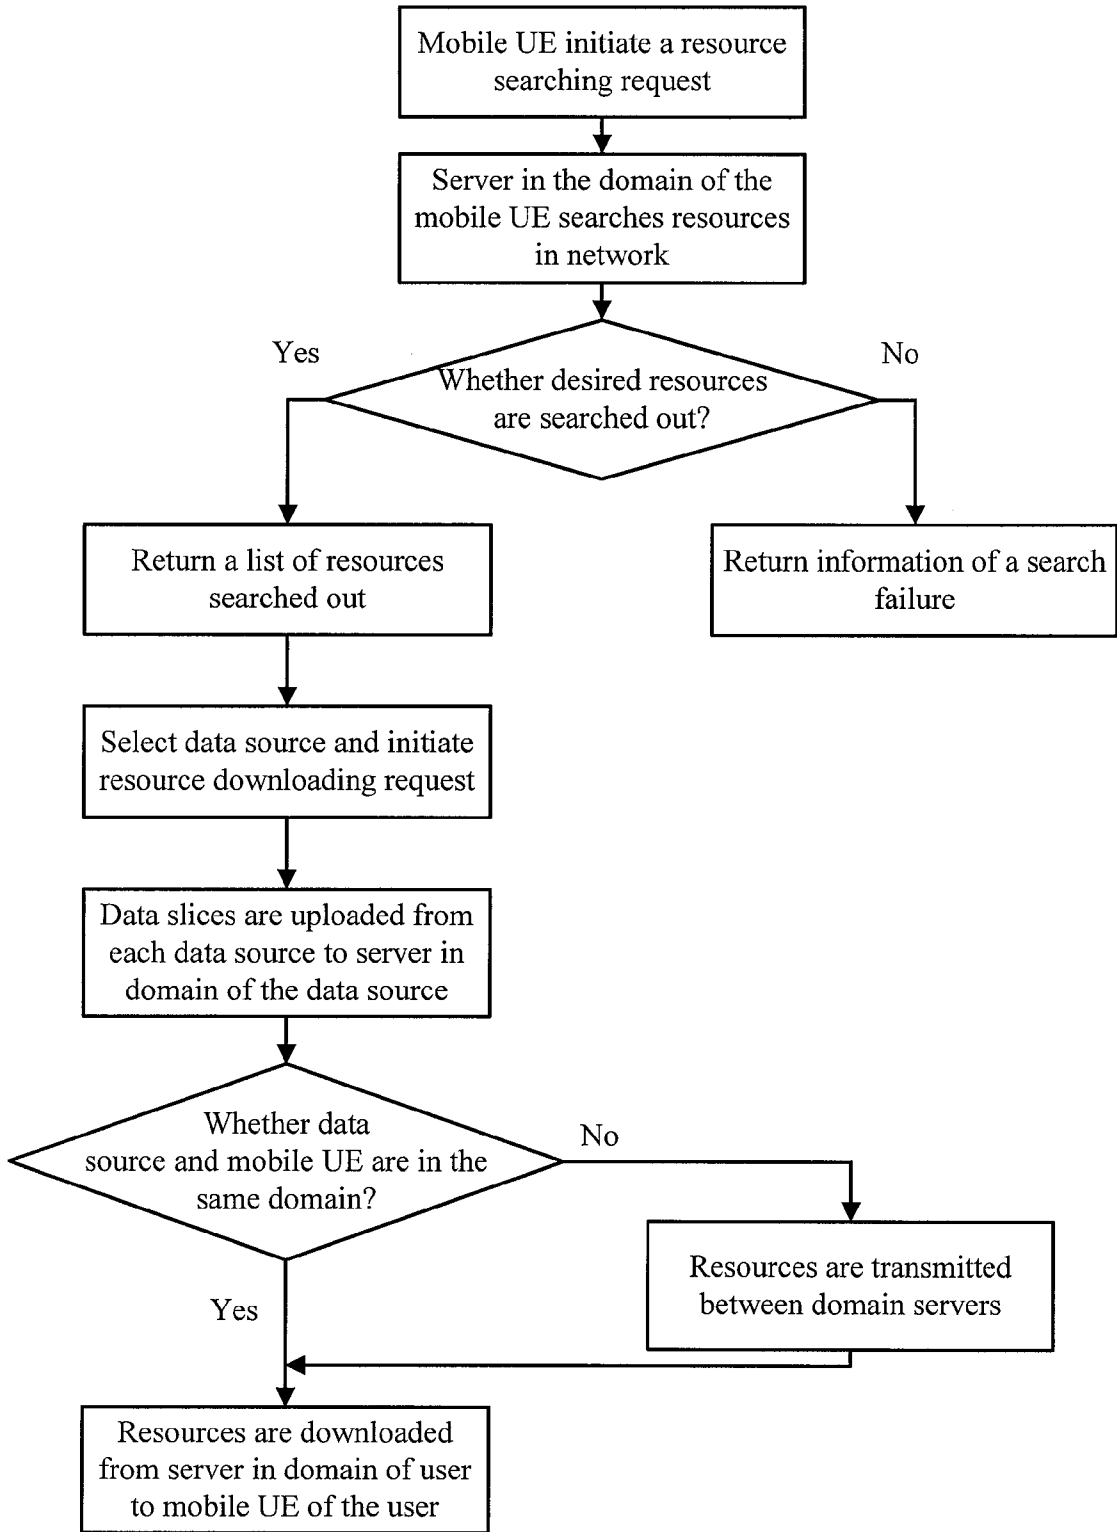 Mobile UE initiate a resource
searching request
Server in the domain of the
mobile UE searches resources
in network
Yes
No
Whether desired resources
are searched out?
Return a list of resources
searched out
Return information of a search
failure
Select data source and initiate
resource downloading request
Data slices are uploaded from
each data source to server in
domain of the data source
Whether data
source and mobile UE are in the
same domain?
No
Resources are transmitted
between domain servers
Yes
Resources are downloaded
from server in domain of user
to mobile UE of the user